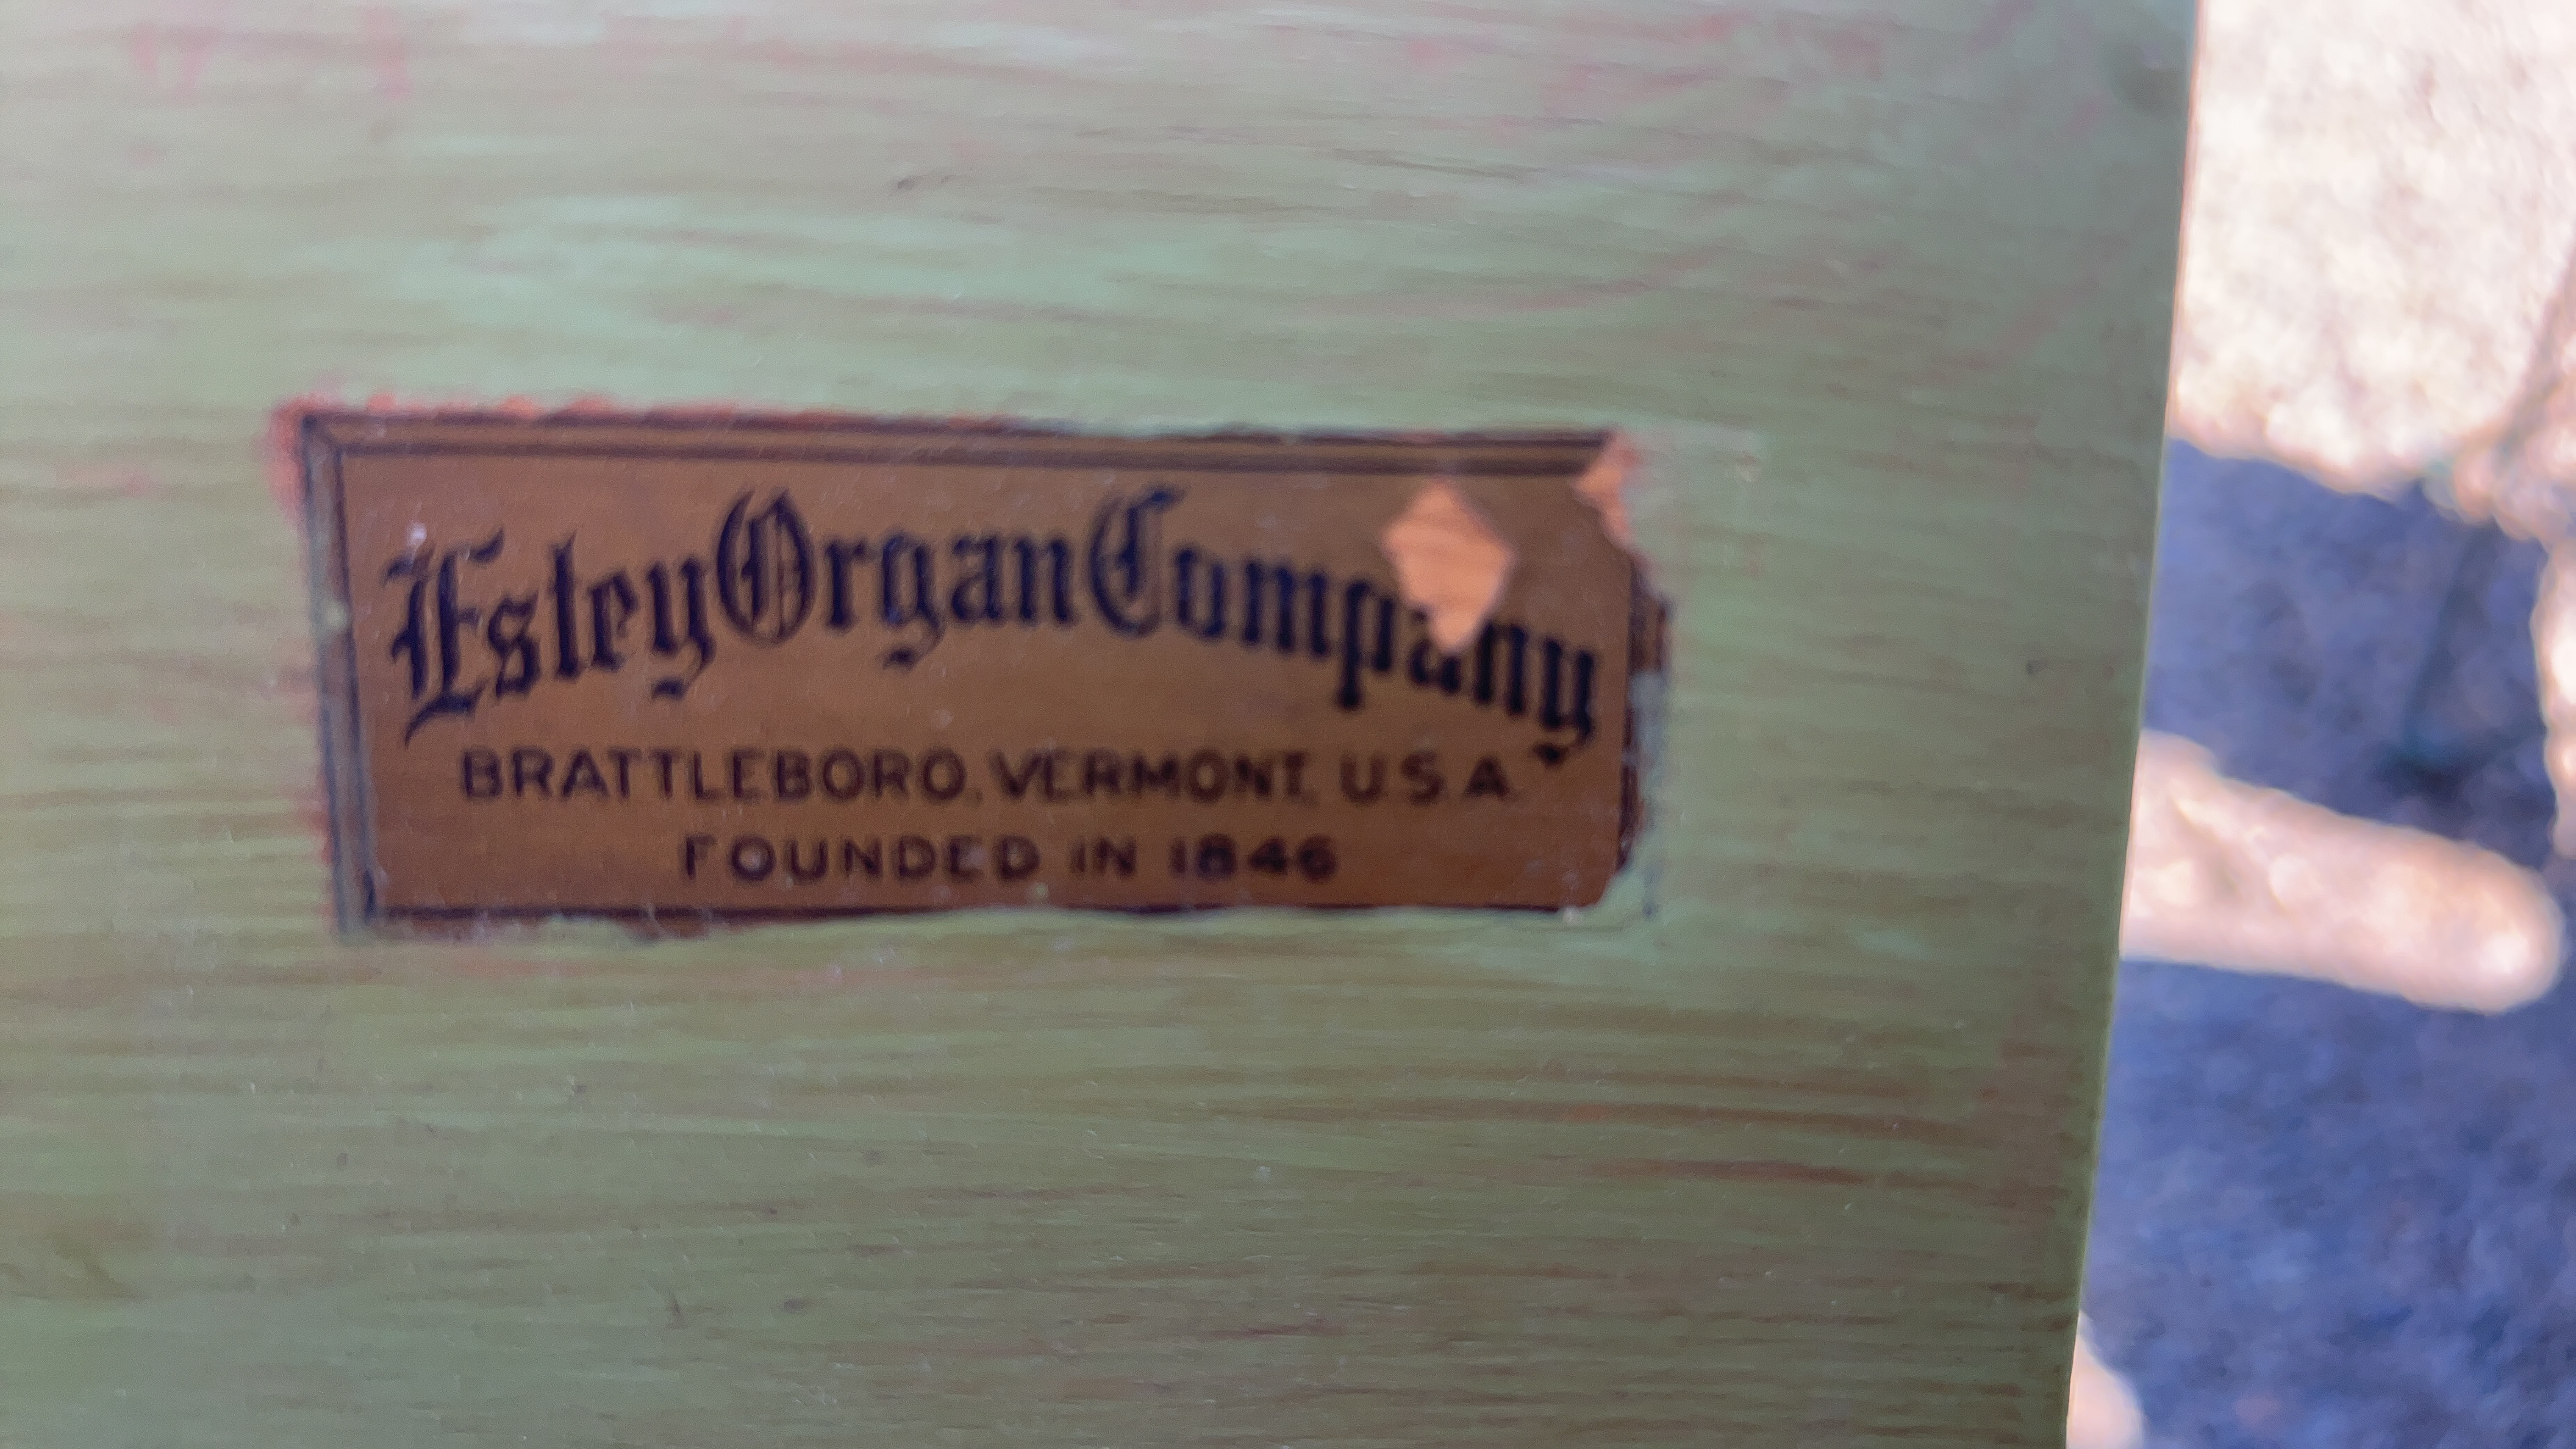 Estey Organ Company
BRATTLEBORO, VERMONT, U.S.A.
FOUNDED IN 1846